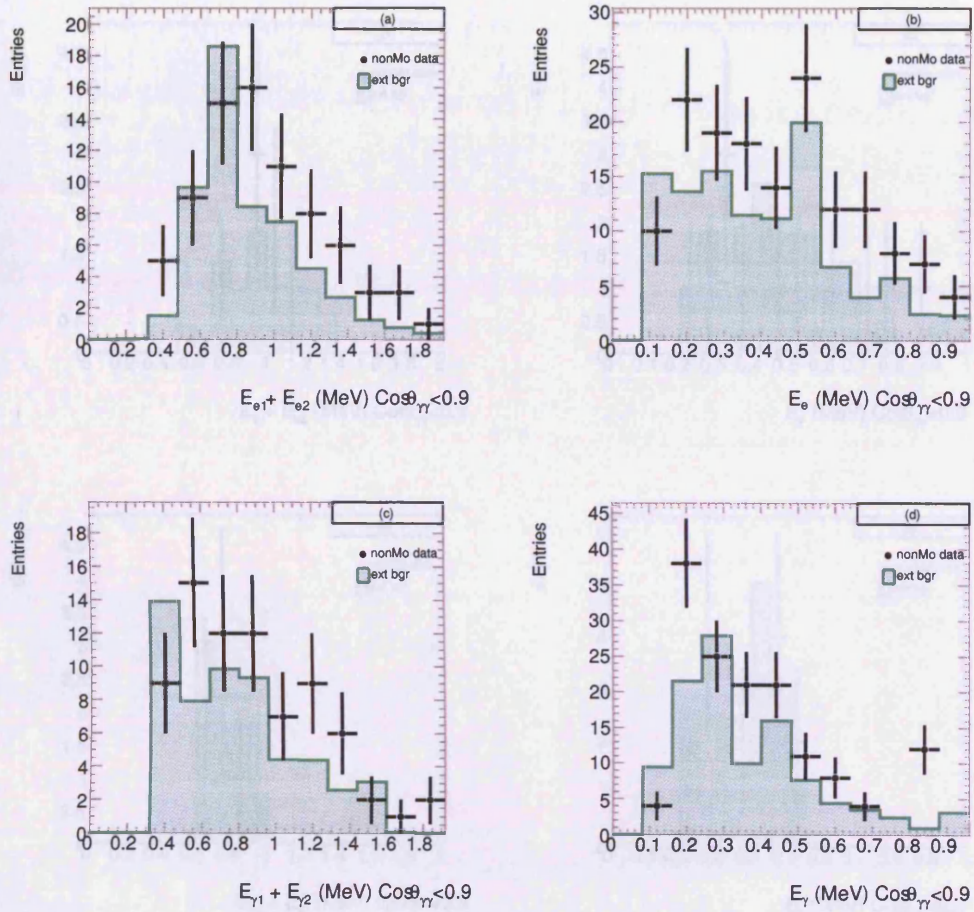 (a)
Entries
20
18
16
14
12
10
8
6
4
2
0
nonMo data
ext bgr
0 0.2 0.4 0.6 0.8 1 1.2 1.4 1.6 1.8
E_e1 + E_e2 (MeV) Cosθ_γγ<0.9
(b)
Entries
30
25
20
15
10
5
0
nonMo data
ext bgr
0 0.1 0.2 0.3 0.4 0.5 0.6 0.7 0.8 0.9
E_e (MeV) Cosθ_γγ<0.9
(c)
Entries
18
16
14
12
10
8
6
4
2
0
nonMo data
ext bgr
0 0.2 0.4 0.6 0.8 1 1.2 1.4 1.6 1.8
E_γ1 + E_γ2 (MeV) Cosθ_γγ<0.9
(d)
Entries
45
40
35
30
25
20
15
10
5
0
nonMo data
ext bgr
0 0.1 0.2 0.3 0.4 0.5 0.6 0.7 0.8 0.9
E_γ (MeV) Cosθ_γγ<0.9